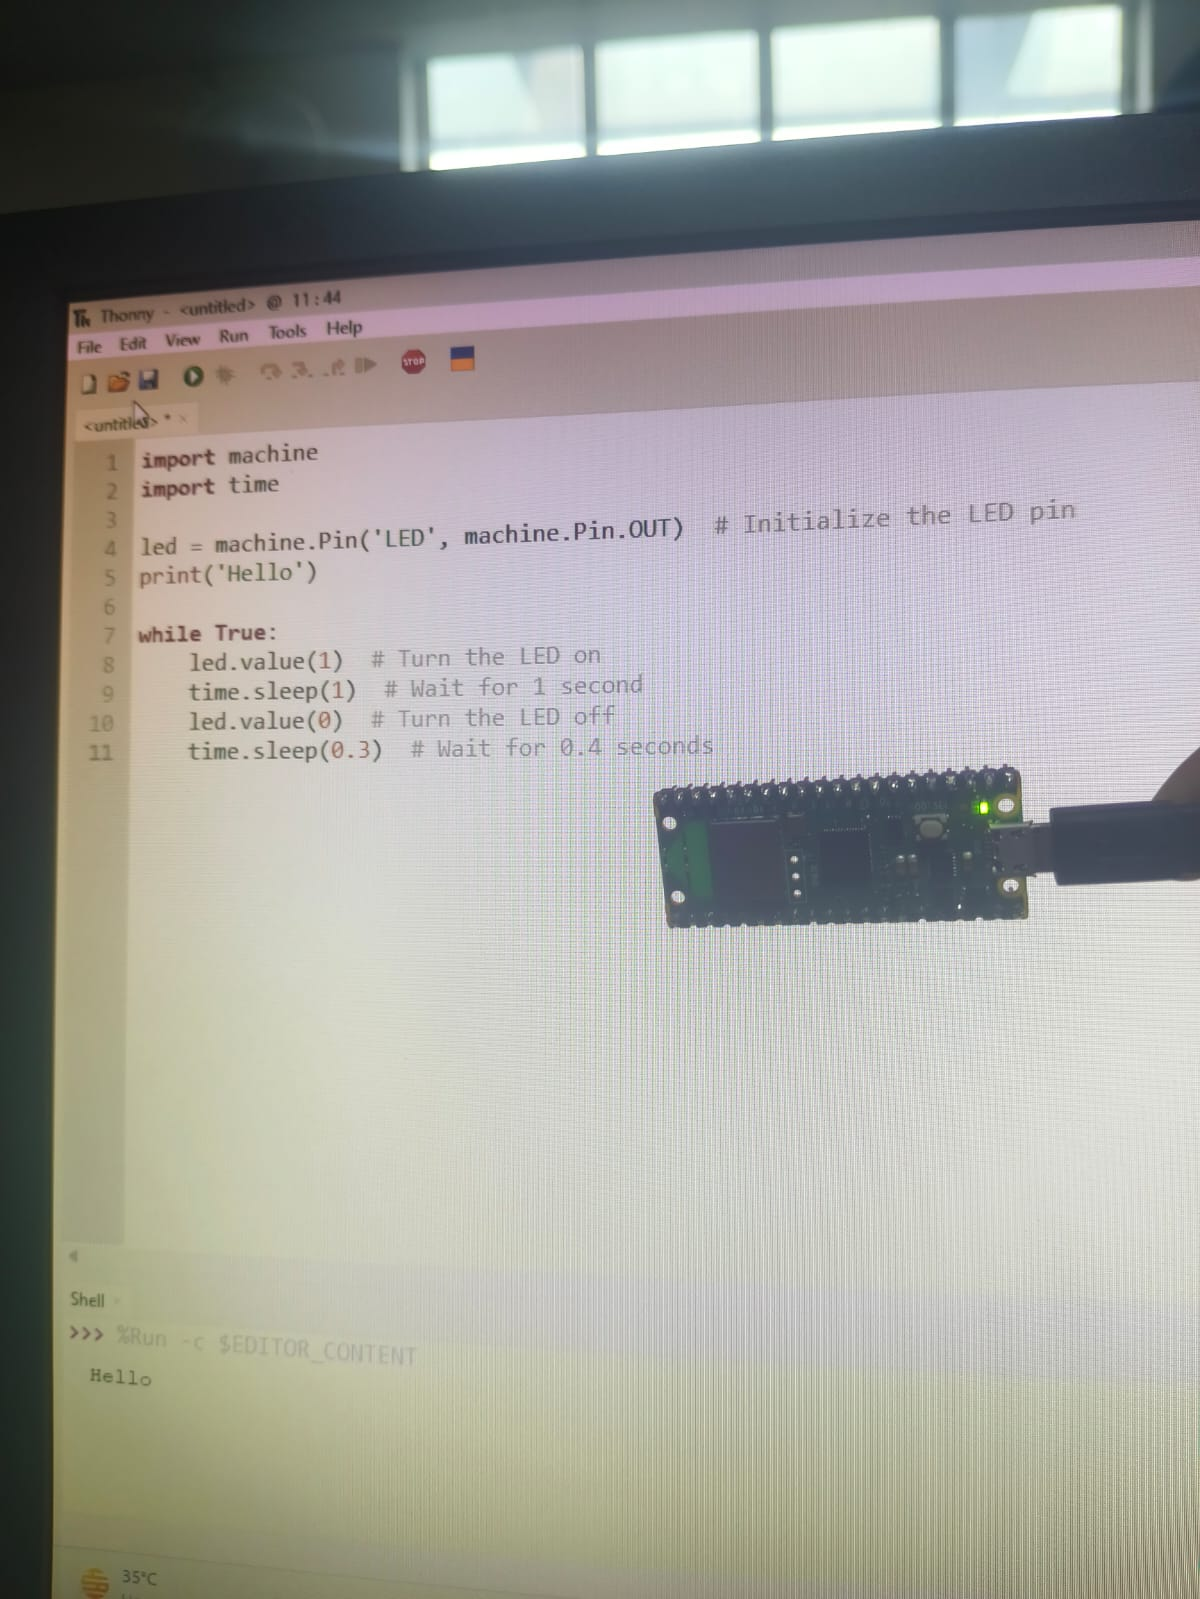 Thonny - <untitled> @ 11:44
File Edit View Run Tools Help
STOP
<untitled> *
1 import machine
2 import time
3
4 led = machine.Pin('LED', machine.Pin.OUT)  # Initialize the LED pin
5 print('Hello')
6
7 while True:
8     led.value(1)  # Turn the LED on
9     time.sleep(1)  # Wait for 1 second
10     led.value(0)  # Turn the LED off
11     time.sleep(0.3)  # Wait for 0.4 seconds
Shell
>>> %Run -c $EDITOR_CONTENT
Hello
35°C